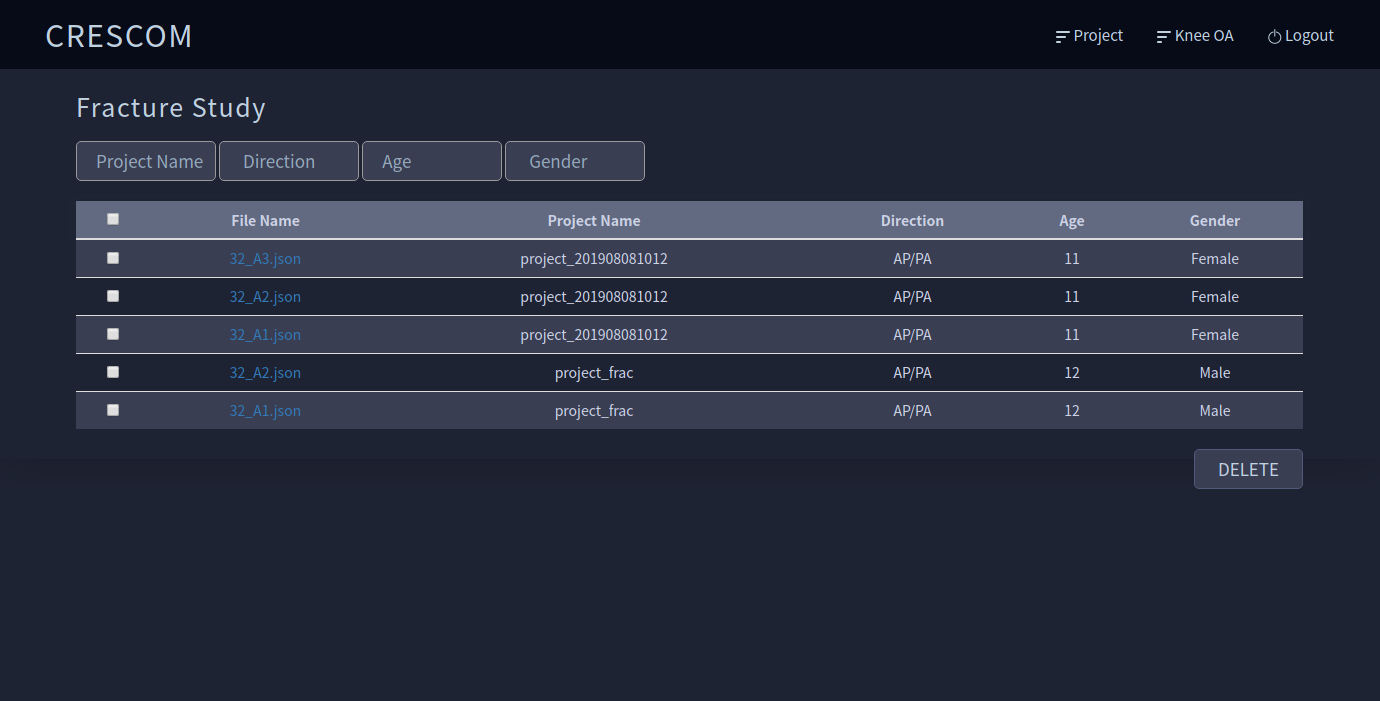 CRESCOM Project Knee OA Logout
Fracture Study
Project Name Direction Age Gender
File Name Project Name Direction Age Gender
32_A3.json project_201908081012 AP/PA 11 Female
32_A2.json project_201908081012 AP/PA 11 Female
32_A1.json project_201908081012 AP/PA 11 Female
32_A2.json project_frac AP/PA 12 Male
32_A1.json project_frac AP/PA 12 Male
DELETE